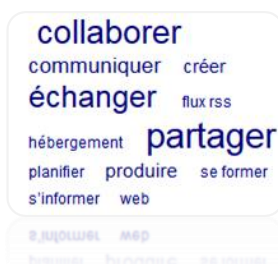 collaborer
communiquer créer
échanger flux rss
hébergement partager
planifier produire se former
s'informer web